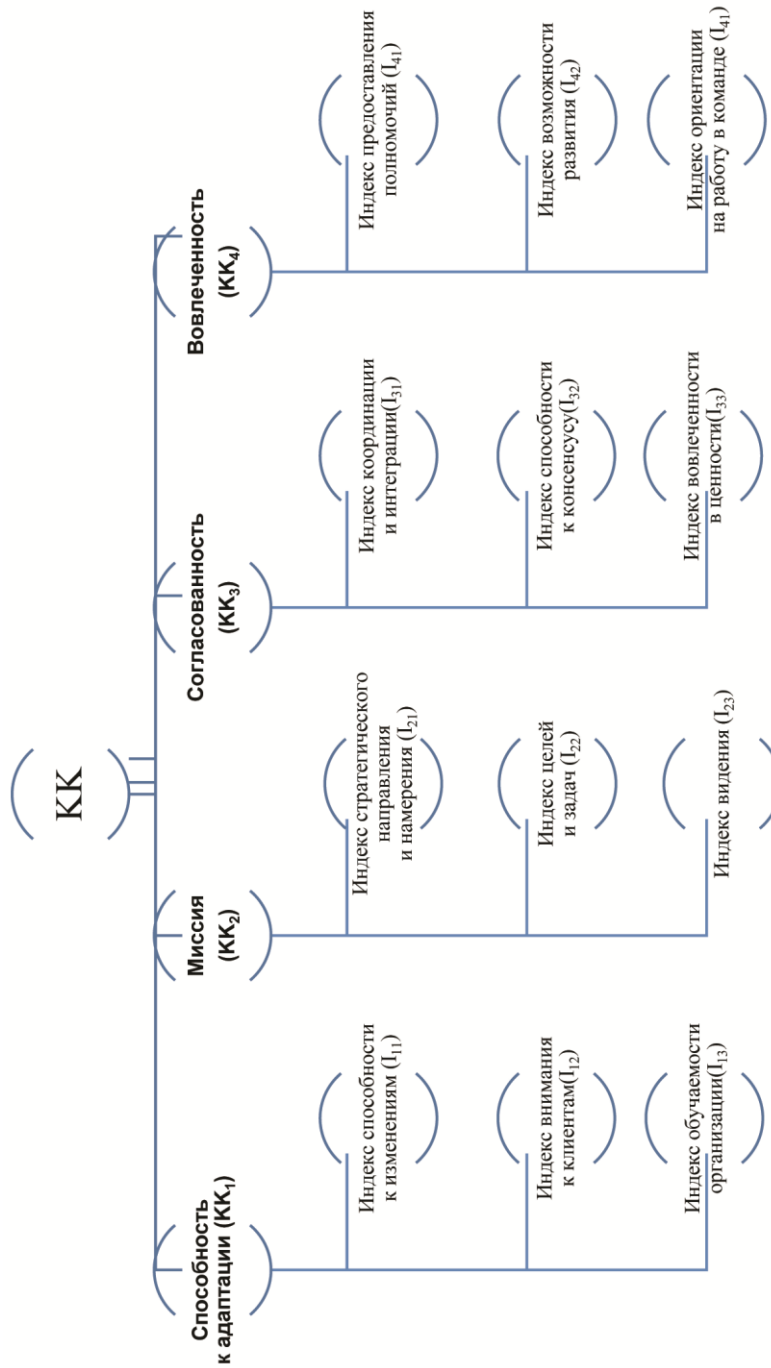 КК
Способность
к адаптации (КК₁)
Индекс способности
к изменениям (I₁₁)
Индекс внимания
к клиентам(I₁₂)
Индекс обучаемости
организации(I₁₃)
Миссия
(КК₂)
Индекс стратегического
направления
и намерения (I₂₁)
Индекс целей
и задач (I₂₂)
Индекс видения (I₂₃)
Согласованность
(КК₃)
Индекс координации
и интеграции(I₃₁)
Индекс способности
к консенсусу(I₃₂)
Индекс вовлеченности
в ценности(I₃₃)
Вовлеченность
(КК₄)
Индекс предоставления
полномочий (I₄₁)
Индекс возможности
развития (I₄₂)
Индекс ориентации
на работу в команде (I₄₁)